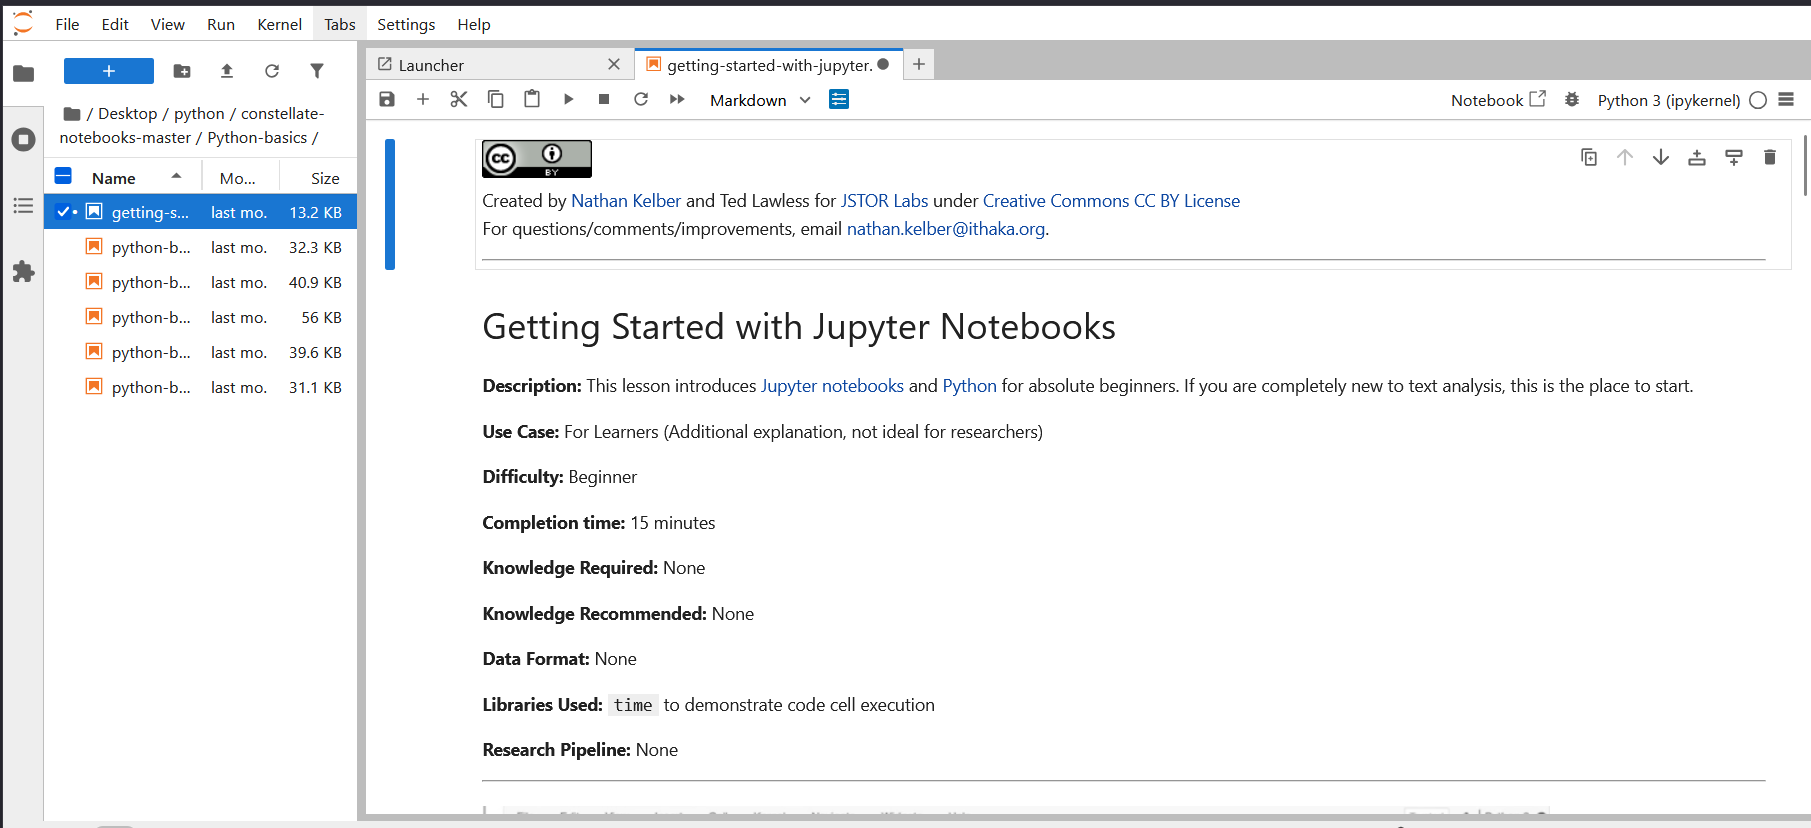 File Edit View Run Kernel Tabs Settings Help
+
/ Desktop / python / constellate-
notebooks-master / Python-basics /
Name Mo... Size
getting-s... last mo. 13.2 KB
python-b... last mo. 32.3 KB
python-b... last mo. 40.9 KB
python-b... last mo. 56 KB
python-b... last mo. 39.6 KB
python-b... last mo. 31.1 KB
Launcher
getting-started-with-jupyter.
Markdown
Notebook
Python 3 (ipykernel)
CC BY
Created by Nathan Kelber and Ted Lawless for JSTOR Labs under Creative Commons CC BY License
For questions/comments/improvements, email nathan.kelber@ithaka.org.
Getting Started with Jupyter Notebooks
Description: This lesson introduces Jupyter notebooks and Python for absolute beginners. If you are completely new to text analysis, this is the place to start.
Use Case: For Learners (Additional explanation, not ideal for researchers)
Difficulty: Beginner
Completion time: 15 minutes
Knowledge Required: None
Knowledge Recommended: None
Data Format: None
Libraries Used: time to demonstrate code cell execution
Research Pipeline: None